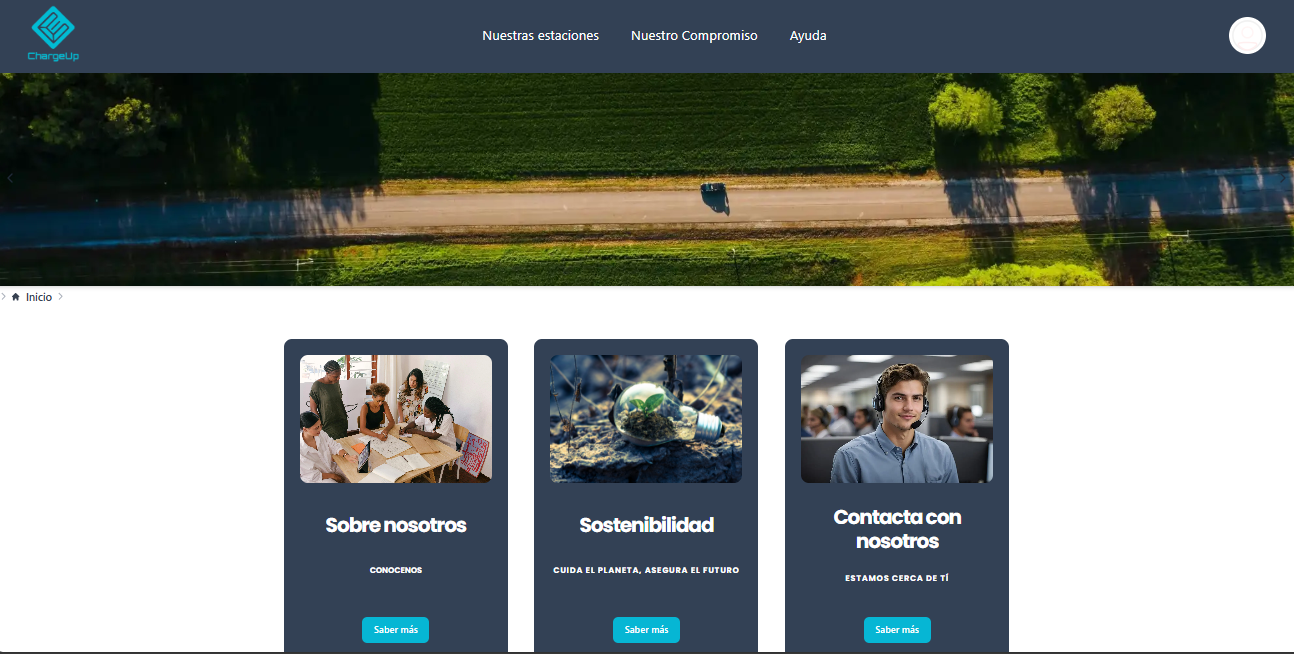 ChargeUp
Nuestras estaciones
Nuestro Compromiso
Ayuda
Inicio
Sobre nosotros
CONOCENOS
Saber más
Sostenibilidad
CUIDA EL PLANETA, ASEGURA EL FUTURO
Saber más
Contacta con
nosotros
ESTAMOS CERCA DE TÍ
Saber más